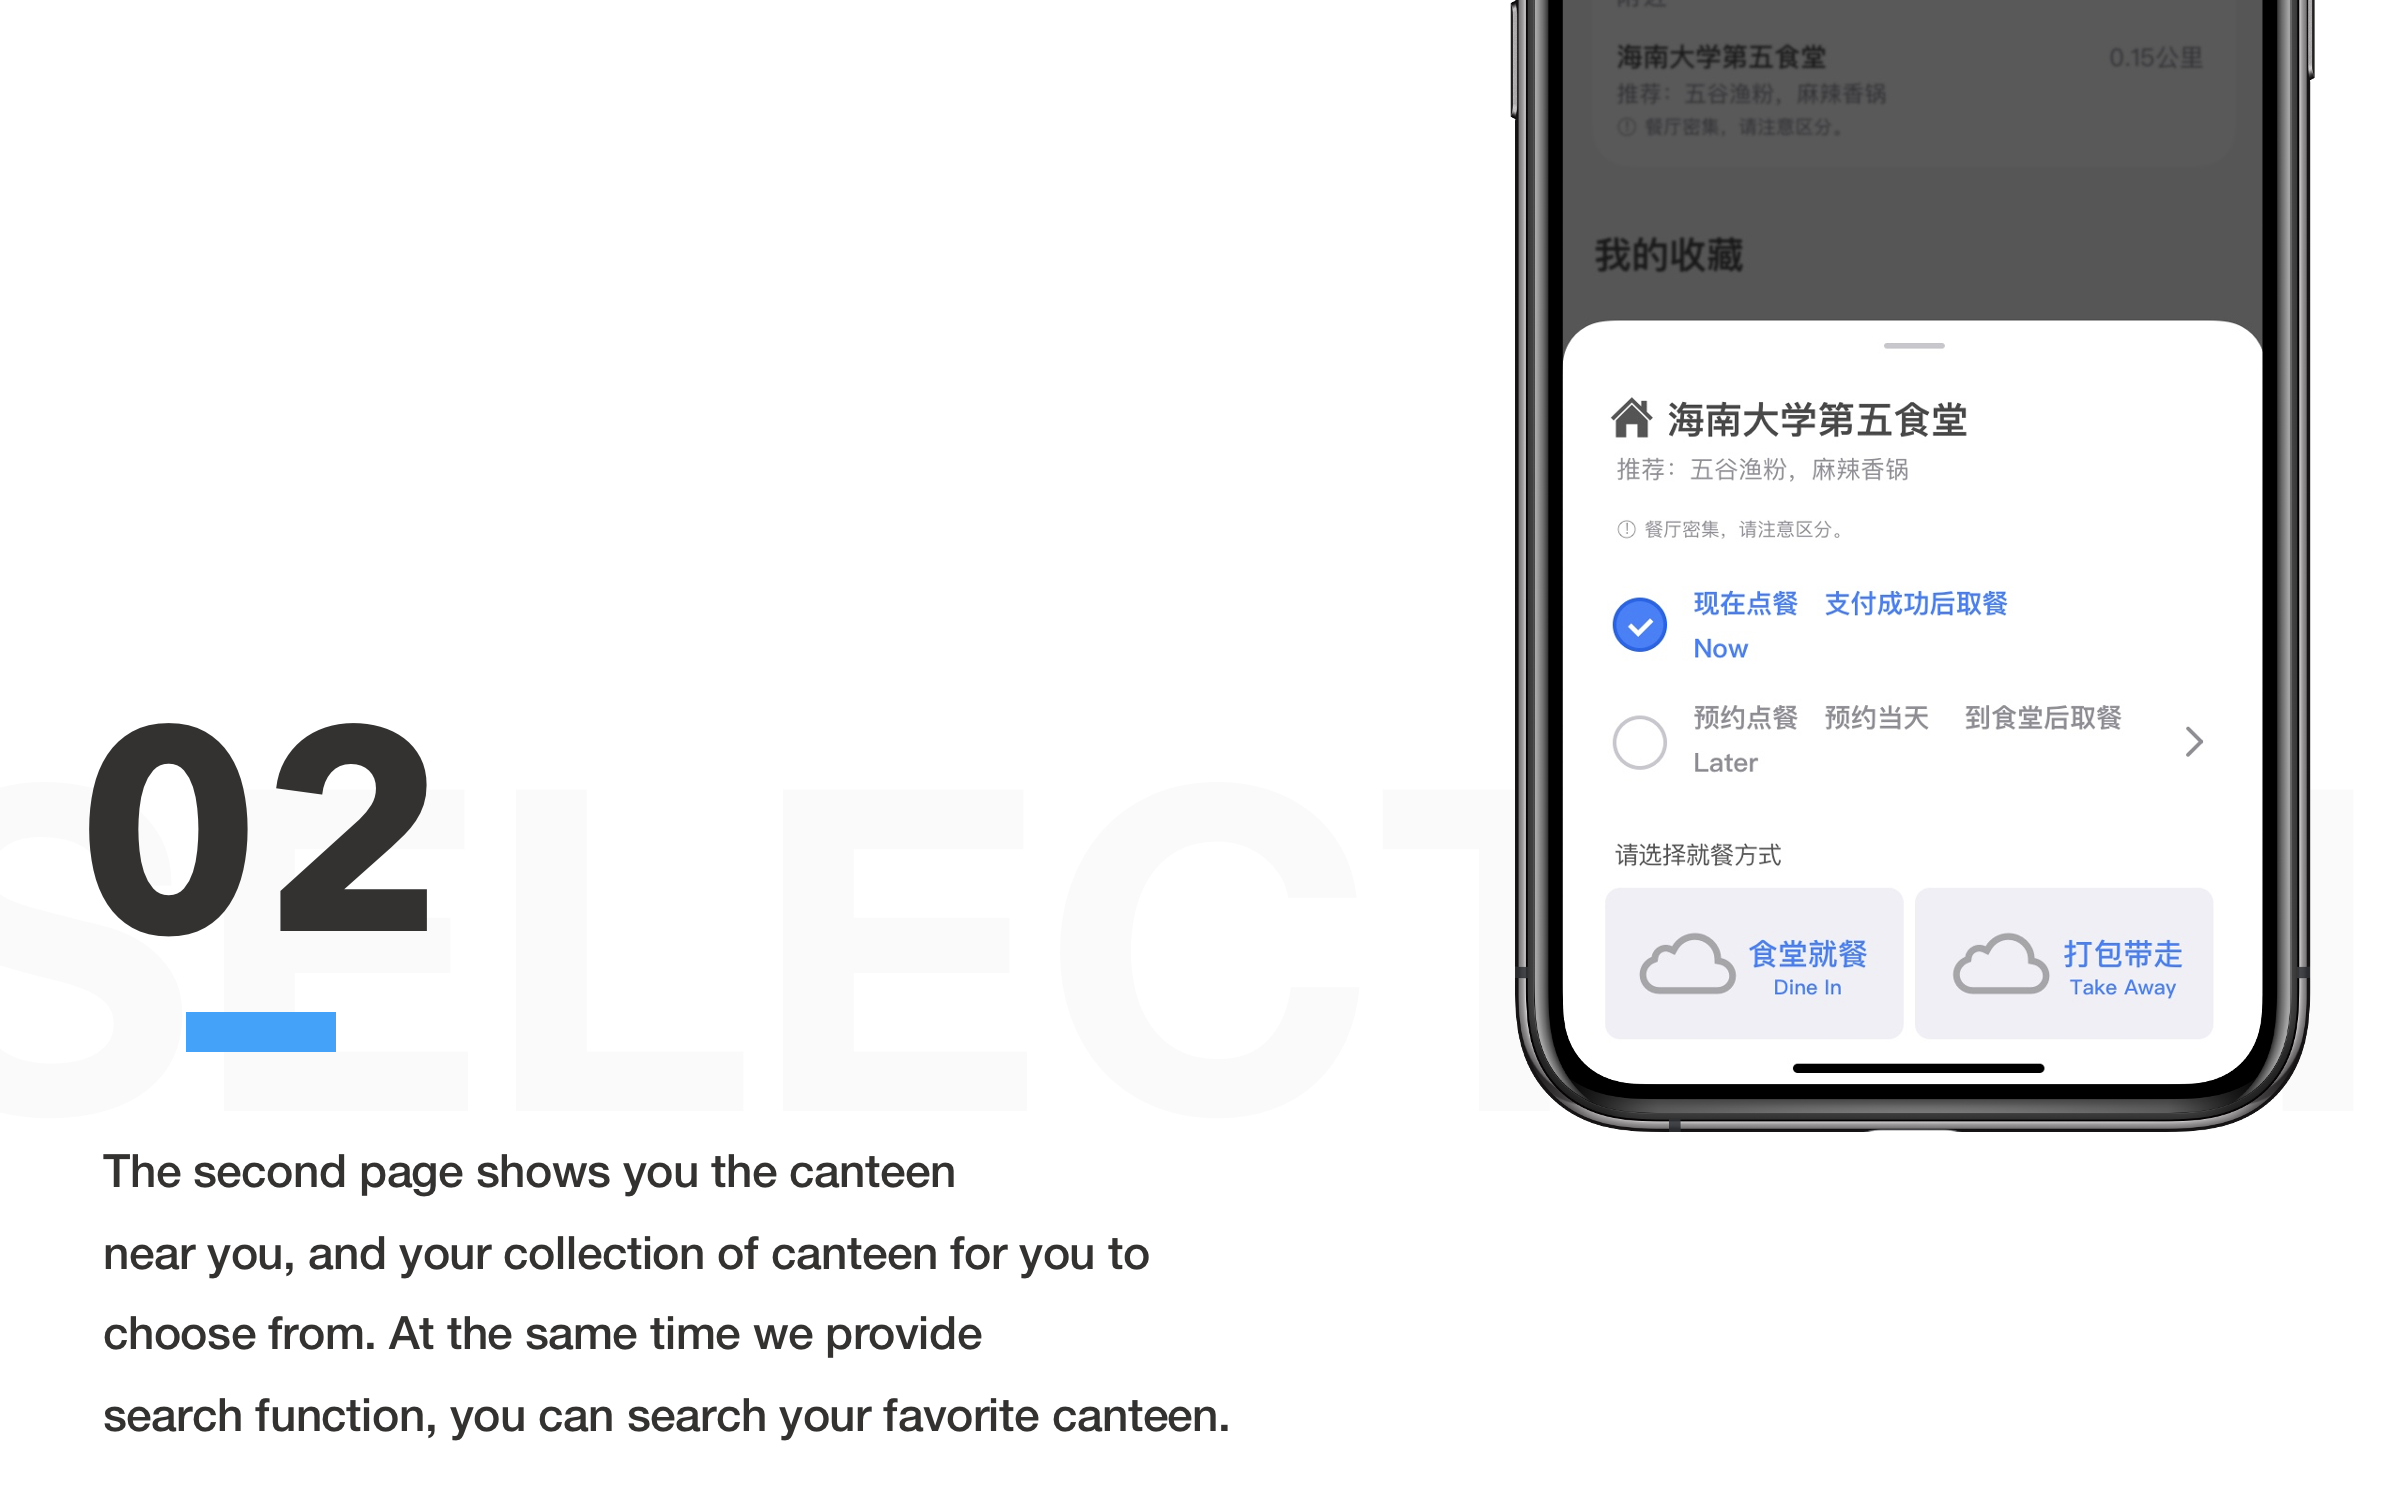 海南大学第五食堂 0.15公里
推荐：五谷渔粉，麻辣香锅
餐厅密集，请注意区分。
我的收藏
海南大学第五食堂
推荐：五谷渔粉，麻辣香锅
餐厅密集，请注意区分。
现在点餐 支付成功后取餐
Now
预约点餐 预约当天 到食堂后取餐
Later
请选择就餐方式
食堂就餐
Dine In
打包带走
Take Away
02
SELECT
The second page shows you the canteen
near you, and your collection of canteen for you to
choose from. At the same time we provide
search function, you can search your favorite canteen.